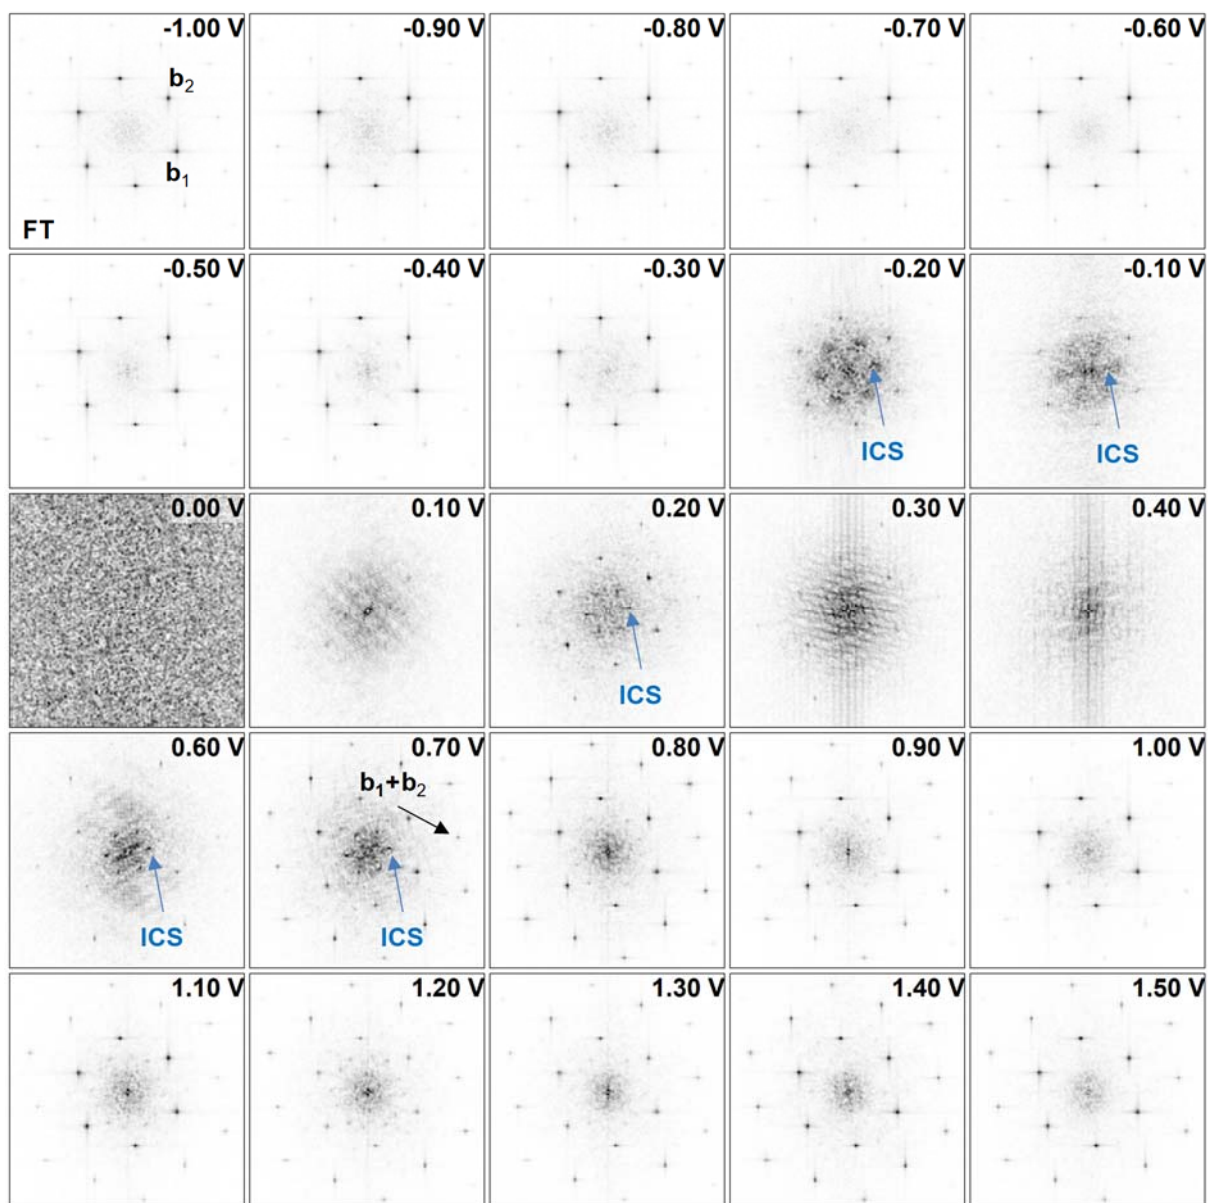 -1.00 V
-0.90 V
-0.80 V
-0.70 V
-0.60 V
b2
b1
FT
-0.50 V
-0.40 V
-0.30 V
-0.20 V
-0.10 V
ICS
ICS
0.00 V
0.10 V
0.20 V
0.30 V
0.40 V
ICS
0.60 V
0.70 V
0.80 V
0.90 V
1.00 V
b1+b2
ICS
ICS
1.10 V
1.20 V
1.30 V
1.40 V
1.50 V